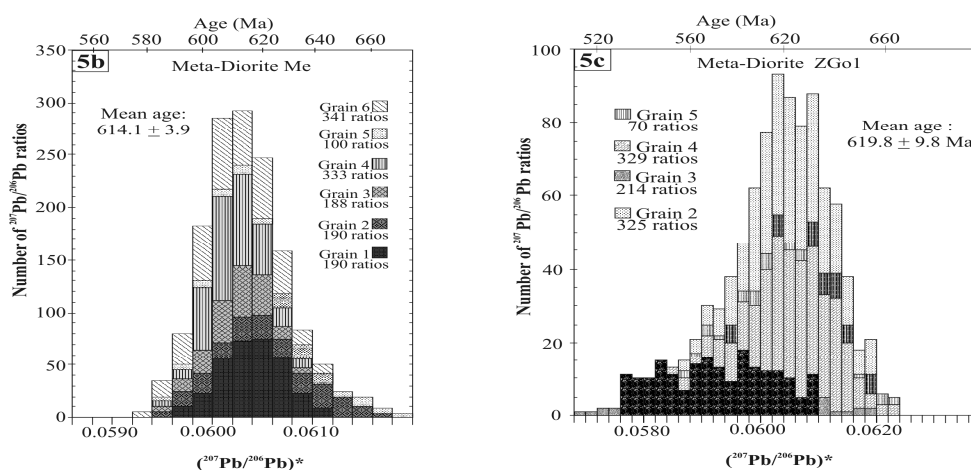 Age (Ma)
560 580 600 620 640 660
5b
Meta-Diorite Me
Mean age:
614.1 ± 3.9
Grain 6
341 ratios
Grain 5
100 ratios
Grain 4
333 ratios
Grain 3
188 ratios
Grain 2
190 ratios
Grain 1
190 ratios
Number of ²⁰⁷Pb/²⁰⁶Pb ratios
350
300
250
200
150
100
50
0
0.0590 0.0600 0.0610
(²⁰⁷Pb/²⁰⁶Pb)*
Age (Ma)
520 560 620 660
5c
Meta-Diorite ZGo1
Grain 5
70 ratios
Grain 4
329 ratios
Grain 3
214 ratios
Grain 2
325 ratios
Mean age :
619.8 ± 9.8 Ma
Number of ²⁰⁷Pb/²⁰⁶Pb ratios
100
80
60
40
20
0
0.0580 0.0600 0.0620
(²⁰⁷Pb/²⁰⁶Pb)*